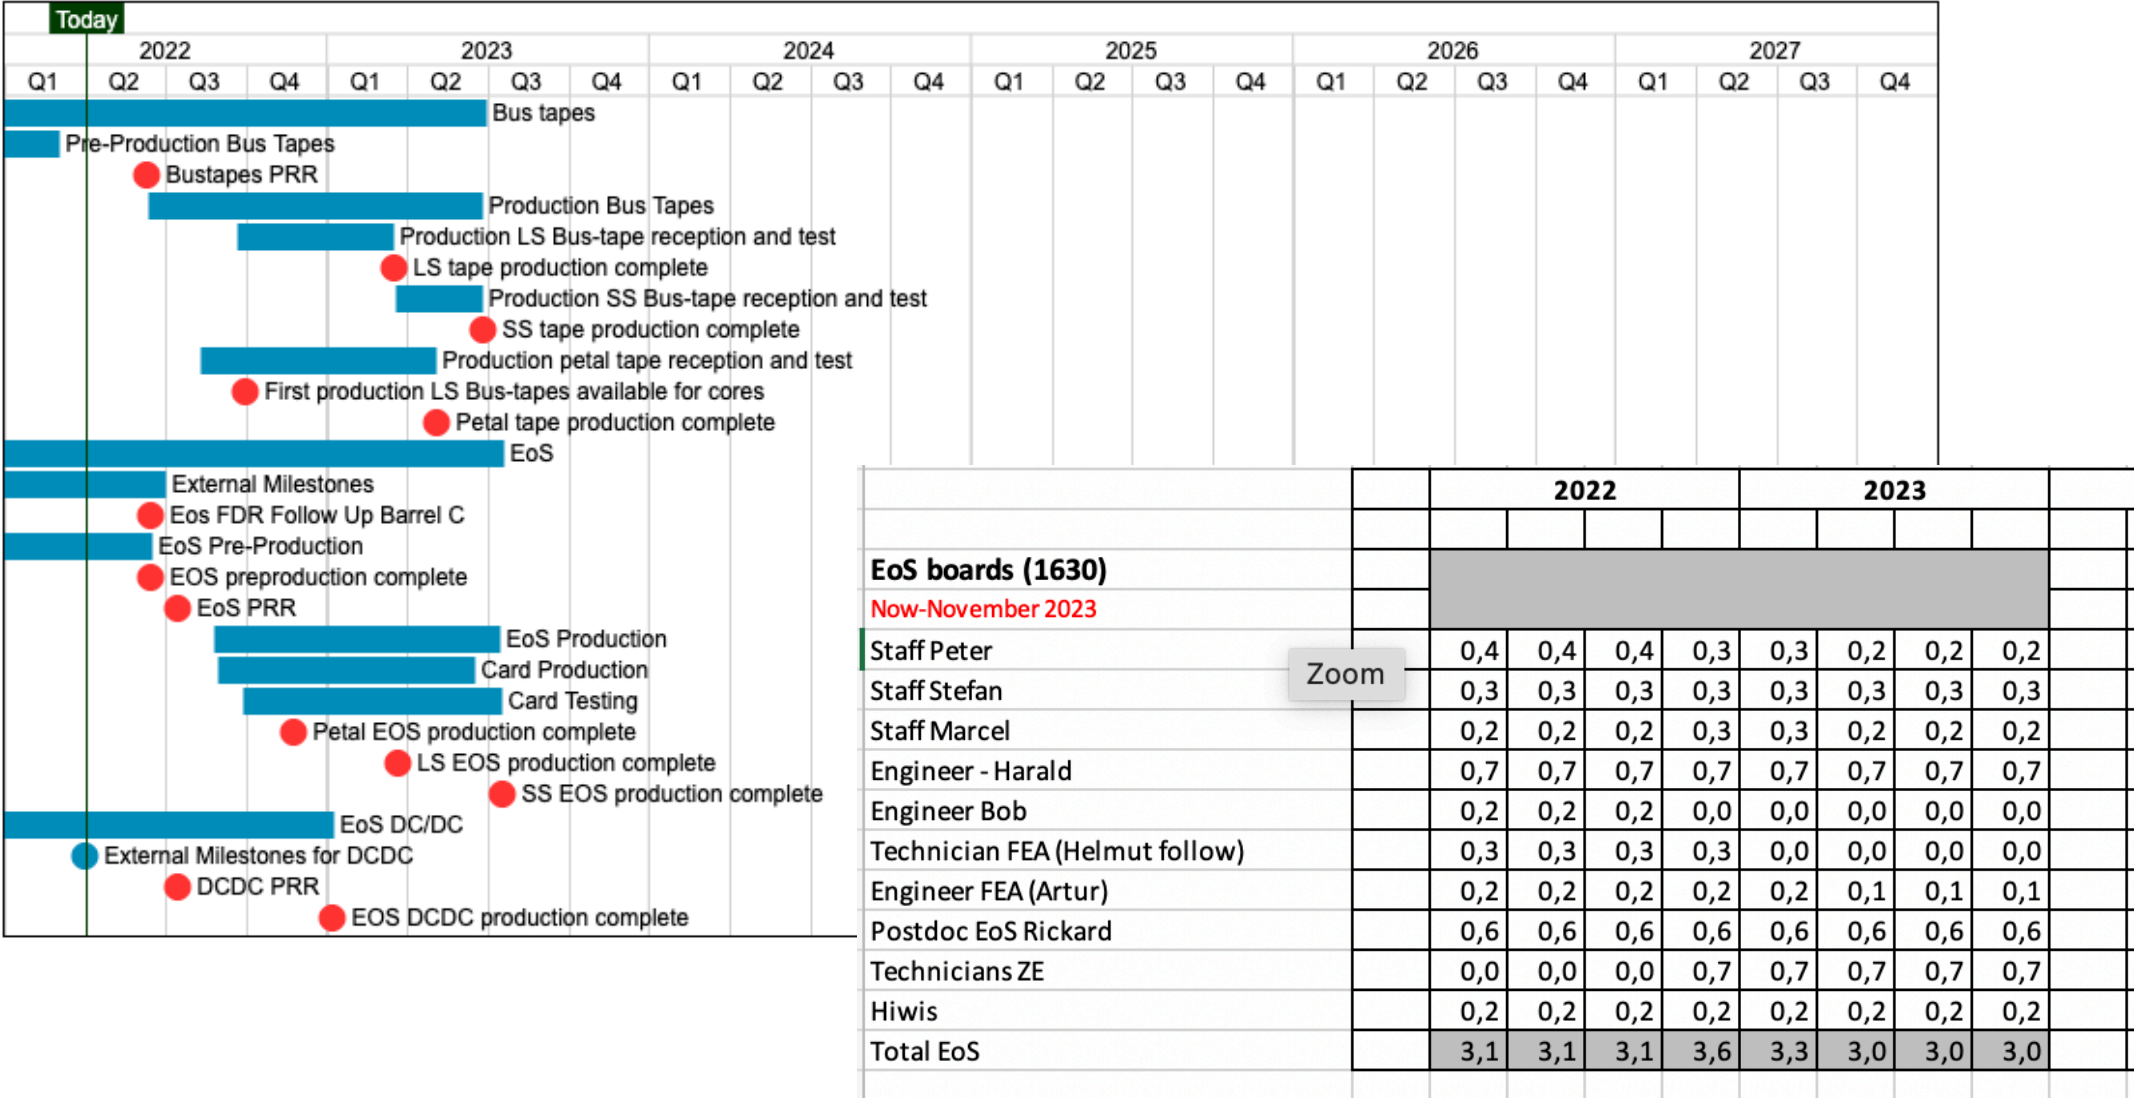 Today
2022 2023 2024 2025 2026 2027
Q1 Q2 Q3 Q4 Q1 Q2 Q3 Q4 Q1 Q2 Q3 Q4 Q1 Q2 Q3 Q4 Q1 Q2 Q3 Q4 Q1 Q2 Q3 Q4
Bus tapes
Pre-Production Bus Tapes
Bustapes PRR
Production Bus Tapes
Production LS Bus-tape reception and test
LS tape production complete
Production SS Bus-tape reception and test
SS tape production complete
Production petal tape reception and test
First production LS Bus-tapes available for cores
Petal tape production complete
EoS
External Milestones
Eos FDR Follow Up Barrel C
EoS Pre-Production
EOS preproduction complete
EoS PRR
EoS Production
Card Production
Card Testing
Petal EOS production complete
LS EOS production complete
SS EOS production complete
EoS DC/DC
External Milestones for DCDC
DCDC PRR
EOS DCDC production complete
2022 2023
EoS boards (1630)
Now-November 2023
Staff Peter 0,4 0,4 0,4 0,3 0,3 0,2 0,2 0,2
Zoom
Staff Stefan 0,3 0,3 0,3 0,3 0,3 0,3 0,3 0,3
Staff Marcel 0,2 0,2 0,2 0,3 0,3 0,2 0,2 0,2
Engineer - Harald 0,7 0,7 0,7 0,7 0,7 0,7 0,7 0,7
Engineer Bob 0,2 0,2 0,2 0,0 0,0 0,0 0,0 0,0
Technician FEA (Helmut follow) 0,3 0,3 0,3 0,3 0,0 0,0 0,0 0,0
Engineer FEA (Artur) 0,2 0,2 0,2 0,2 0,2 0,1 0,1 0,1
Postdoc EoS Rickard 0,6 0,6 0,6 0,6 0,6 0,6 0,6 0,6
Technicians ZE 0,0 0,0 0,0 0,7 0,7 0,7 0,7 0,7
Hiwis 0,2 0,2 0,2 0,2 0,2 0,2 0,2 0,2
Total EoS 3,1 3,1 3,1 3,6 3,3 3,0 3,0 3,0